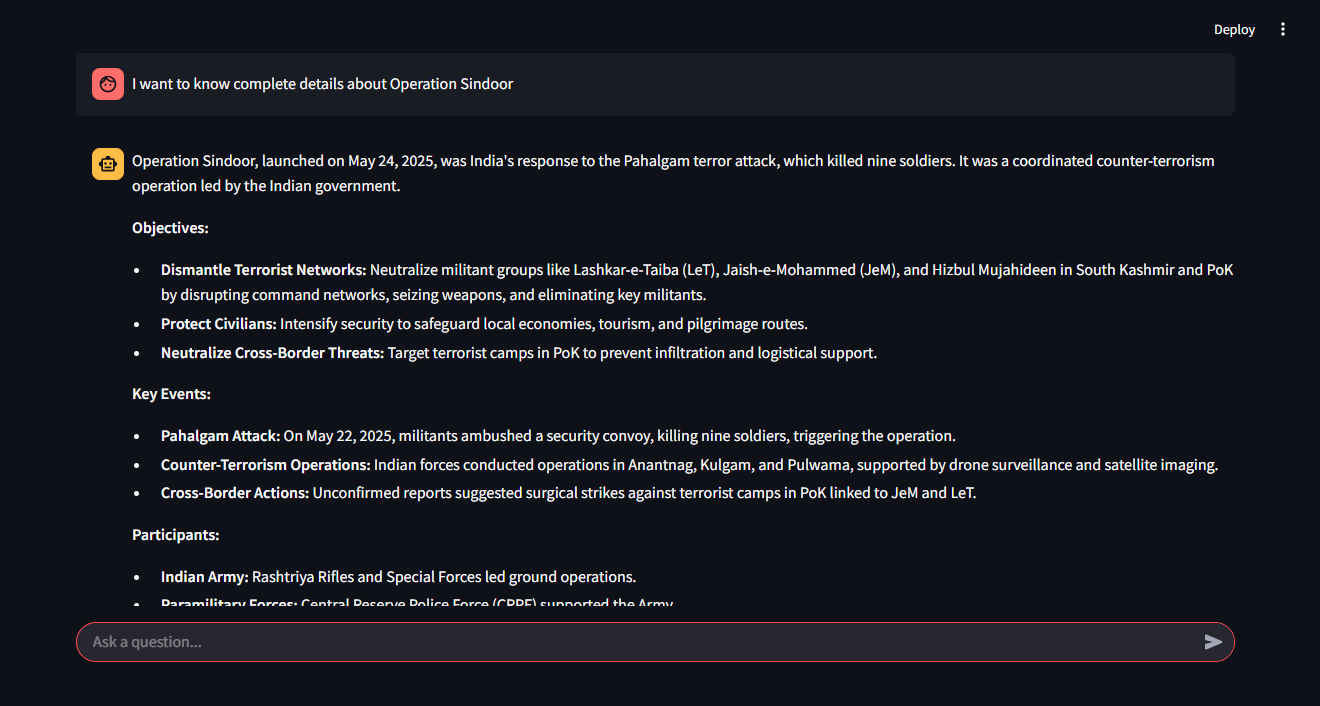 Deploy
I want to know complete details about Operation Sindoor
Operation Sindoor, launched on May 24, 2025, was India's response to the Pahalgam terror attack, which killed nine soldiers. It was a coordinated counter-terrorism
operation led by the Indian government.
Objectives:
• Dismantle Terrorist Networks: Neutralize militant groups like Lashkar-e-Taiba (LeT), Jaish-e-Mohammed (JeM), and Hizbul Mujahideen in South Kashmir and PoK
by disrupting command networks, seizing weapons, and eliminating key militants.
• Protect Civilians: Intensify security to safeguard local economies, tourism, and pilgrimage routes.
• Neutralize Cross-Border Threats: Target terrorist camps in PoK to prevent infiltration and logistical support.
Key Events:
• Pahalgam Attack: On May 22, 2025, militants ambushed a security convoy, killing nine soldiers, triggering the operation.
• Counter-Terrorism Operations: Indian forces conducted operations in Anantnag, Kulgam, and Pulwama, supported by drone surveillance and satellite imaging.
• Cross-Border Actions: Unconfirmed reports suggested surgical strikes against terrorist camps in PoK linked to JeM and LeT.
Participants:
• Indian Army: Rashtriya Rifles and Special Forces led ground operations.
• Paramilitary Forces: Central Reserve Police Force (CRPF) supported the Army.
Ask a question...